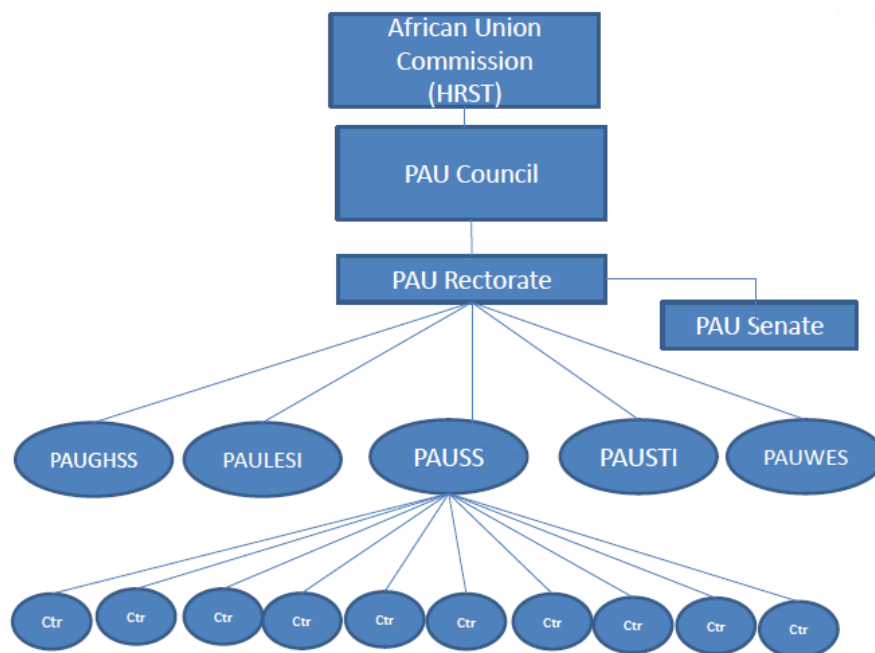 African Union
Commission
(HRST)
PAU Council
PAU Rectorate
PAU Senate
PAUGHSS
PAULESI
PAUSS
PAUSTI
PAUWES
Ctr
Ctr
Ctr
Ctr
Ctr
Ctr
Ctr
Ctr
Ctr
Ctr